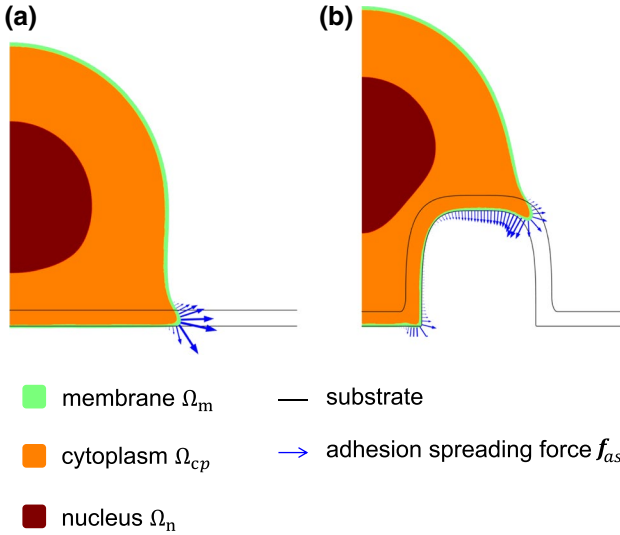 (a)
(b)
membrane Ωm
substrate
cytoplasm Ωcp
adhesion spreading force fas
nucleus Ωn